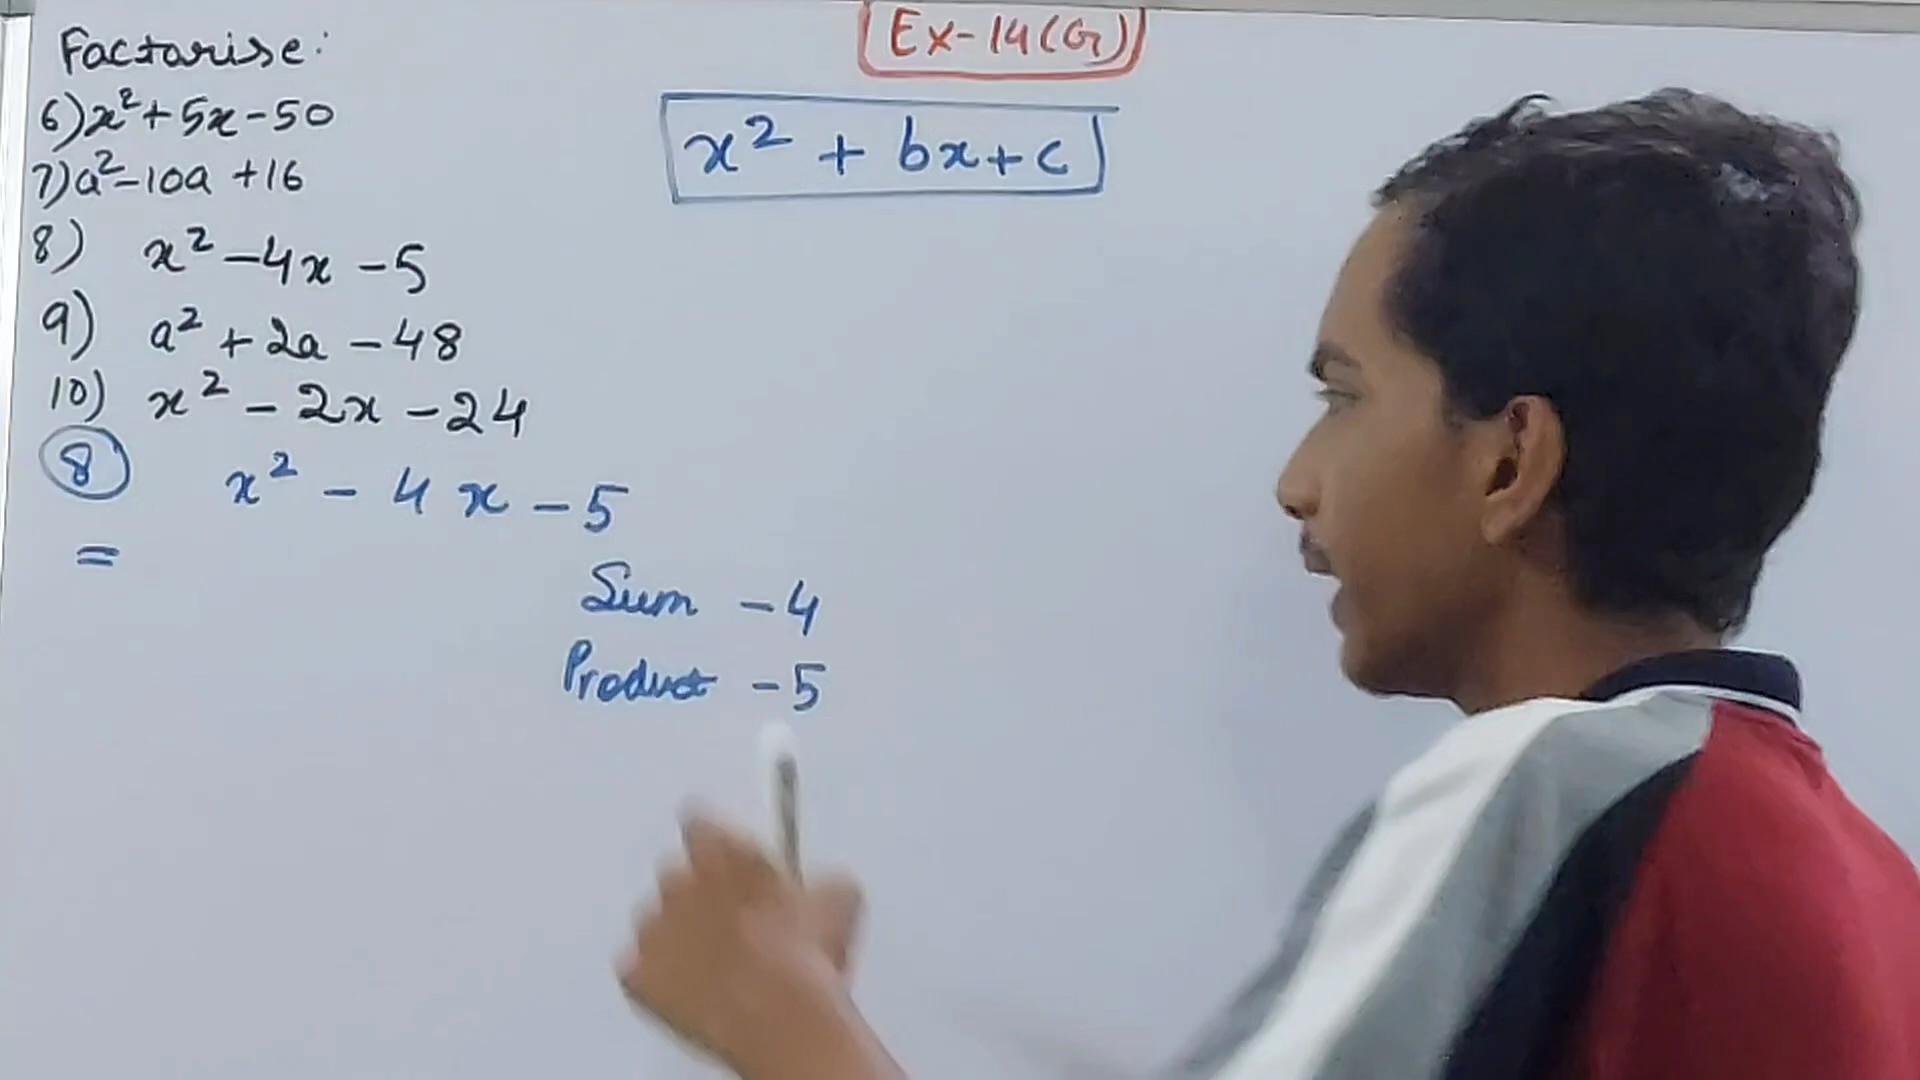 Factorise:
Ex-14(G)
6) x² + 5x - 50
x² + bx + c
7) a² - 10a + 16
8) x² - 4x - 5
9) a² + 2a - 48
10) x² - 2x - 24
8 x² - 4x - 5
=
Sum - 4
Product - 5